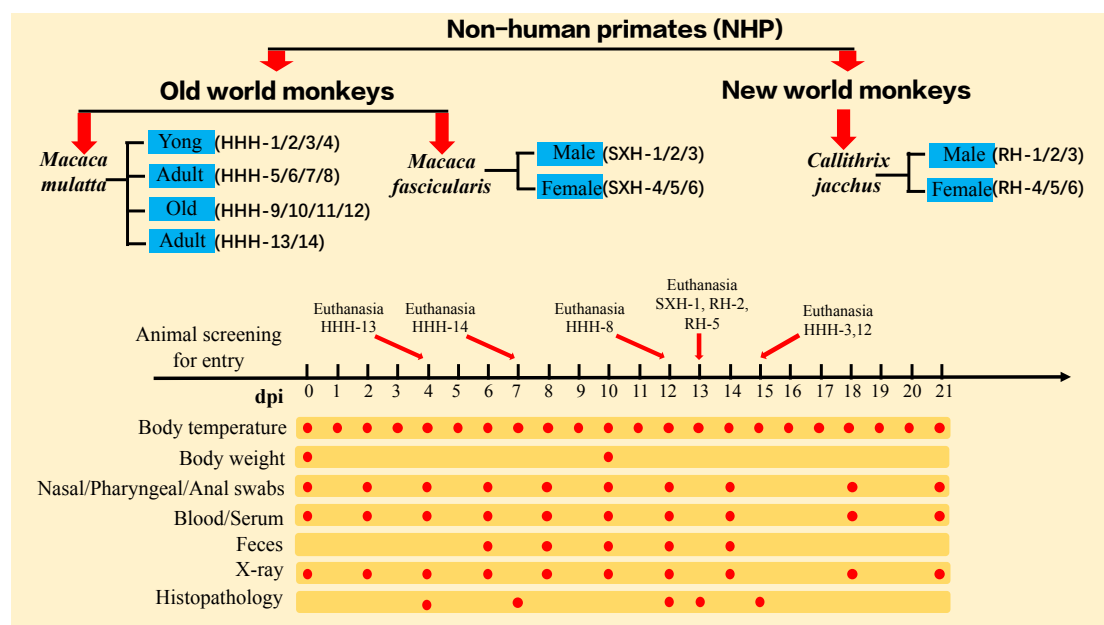 Non-human primates (NHP)
Old world monkeys
New world monkeys
Macaca
mulatta
Yong (HHH-1/2/3/4)
Adult (HHH-5/6/7/8)
Old (HHH-9/10/11/12)
Adult (HHH-13/14)
Macaca
fascicularis
Male (SXH-1/2/3)
Female (SXH-4/5/6)
Callithrix
jacchus
Male (RH-1/2/3)
Female (RH-4/5/6)
Animal screening
for entry
Euthanasia
HHH-13
Euthanasia
HHH-14
Euthanasia
HHH-8
Euthanasia
SXH-1, RH-2,
RH-5
Euthanasia
HHH-3,12
dpi 0 1 2 3 4 5 6 7 8 9 10 11 12 13 14 15 16 17 18 19 20 21
Body temperature
Body weight
Nasal/Pharyngeal/Anal swabs
Blood/Serum
Feces
X-ray
Histopathology